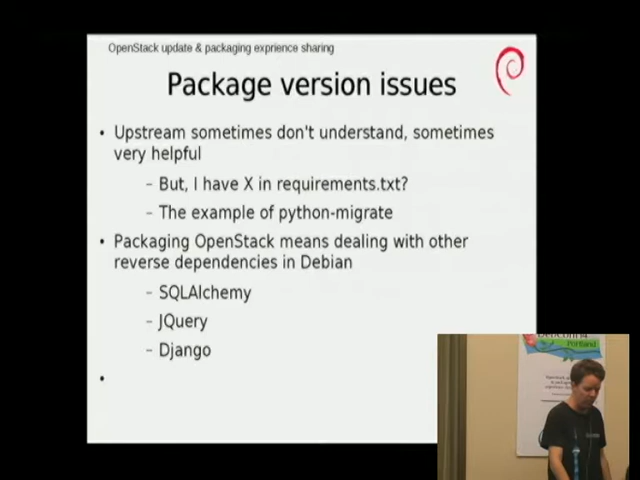 OpenStack update & packaging exprience sharing
Package version issues
• Upstream sometimes don't understand, sometimes
very helpful
– But, I have X in requirements.txt?
– The example of python-migrate
• Packaging OpenStack means dealing with other
reverse dependencies in Debian
– SQLAlchemy
– JQuery
– Django
•
Portland